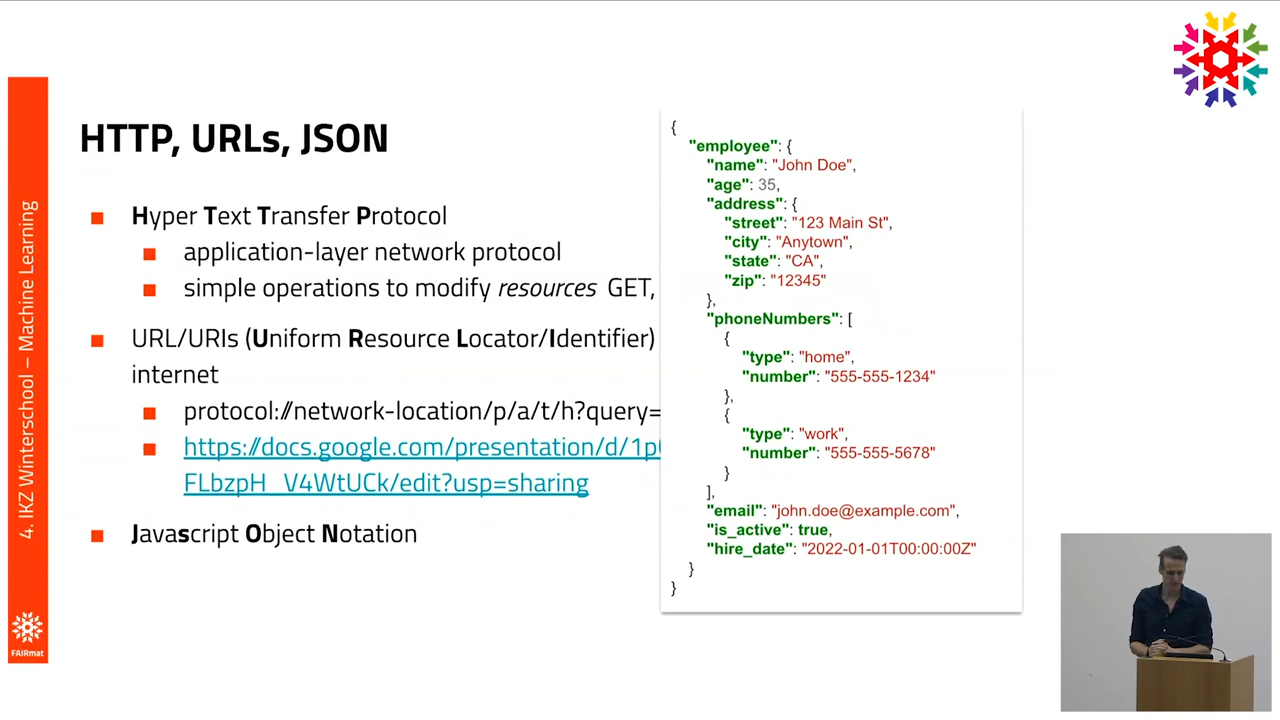 HTTP, URLs, JSON
Hyper Text Transfer Protocol
application-layer network protocol
simple operations to modify resources GET,
URL/URIs (Uniform Resource Locator/Identifier)
internet
protocol://network-location/p/a/t/h?query=
https://docs.google.com/presentation/d/1p
FLbzpH_V4WtUCk/edit?usp=sharing
Javascript Object Notation
{
"employee": {
"name": "John Doe",
"age": 35,
"address": {
"street": "123 Main St",
"city": "Anytown",
"state": "CA",
"zip": "12345"
},
"phoneNumbers": [
{
"type": "home",
"number": "555-555-1234"
},
{
"type": "work",
"number": "555-555-5678"
}
],
"email": "john.doe@example.com",
"is_active": true,
"hire_date": "2022-01-01T00:00:00Z"
}
}
4. IKZ Winterschool – Machine Learning
FAIRmat